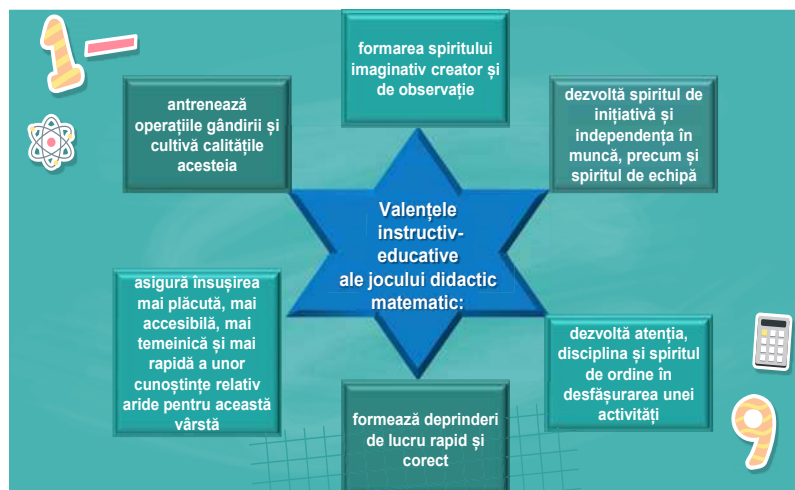 1
formarea spiritului
imaginativ creator și
de observație
antrenează
operațiile gândirii și
cultivă calitățile
acesteia
dezvoltă spiritul de
inițiativă și
independența în
muncă, precum și
spiritul de echipă
Valențele
instructiv-
educative
ale jocului didactic
matematic:
asigură însușirea
mai plăcută, mai
accesibilă, mai
temeinică și mai
rapidă a unor
cunoștințe relativ
aride pentru această
vârstă
dezvoltă atenția,
disciplina și spiritul
de ordine în
desfășurarea unei
activități
formează deprinderi
de lucru rapid și
corect
9